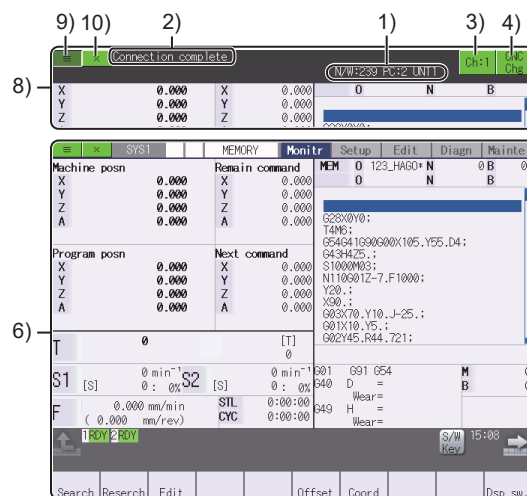 9) 10) 2) 1) 3) 4)
≡ × Connection complete N/W:239 PC:2 UNT1 Ch:1 CNC Chg
8)
X 0.000 X 0.000 O N B
Y 0.000 Y 0.000
Z 0.000 Z 0.000
≡ × SYS1 MEMORY Monitr Setup Edit Diagn Mainte
Machine posn Remain command MEM O 123_HAGO* N 0 B
X 0.000 X 0.000 O N B
Y 0.000 Y 0.000
Z 0.000 Z 0.000
A 0.000 A 0.000
G28X0Y0;
T4M6;
G54G41G90G00X105.Y55.D4;
Program posn Next command G43H4Z5.;
X 0.000 X 0.000 S1000M03;
Y 0.000 Y 0.000 N110G01Z-7.F1000;
Z 0.000 Z 0.000 Y20.;
A 0.000 A 0.000 X90.;
G03X70.Y10.J-25.;
G01X10.Y5.;
G02Y45.R44.721;
6)
T 0 [T] 0
S1 [S] 0 min⁻¹ 0 : 0% S2 [S] 0 min⁻¹ 0 : 0% G01 G91 G54 M
G40 D = B
Wear=
F 0.000 mm/min STL 0:00:00 G49 H =
( 0.000 mm/rev) CYC 0:00:00 Wear=
1RDY 2RDY S/W Key 15:08
Search Reserch Edit Offset Coord Dsp sw